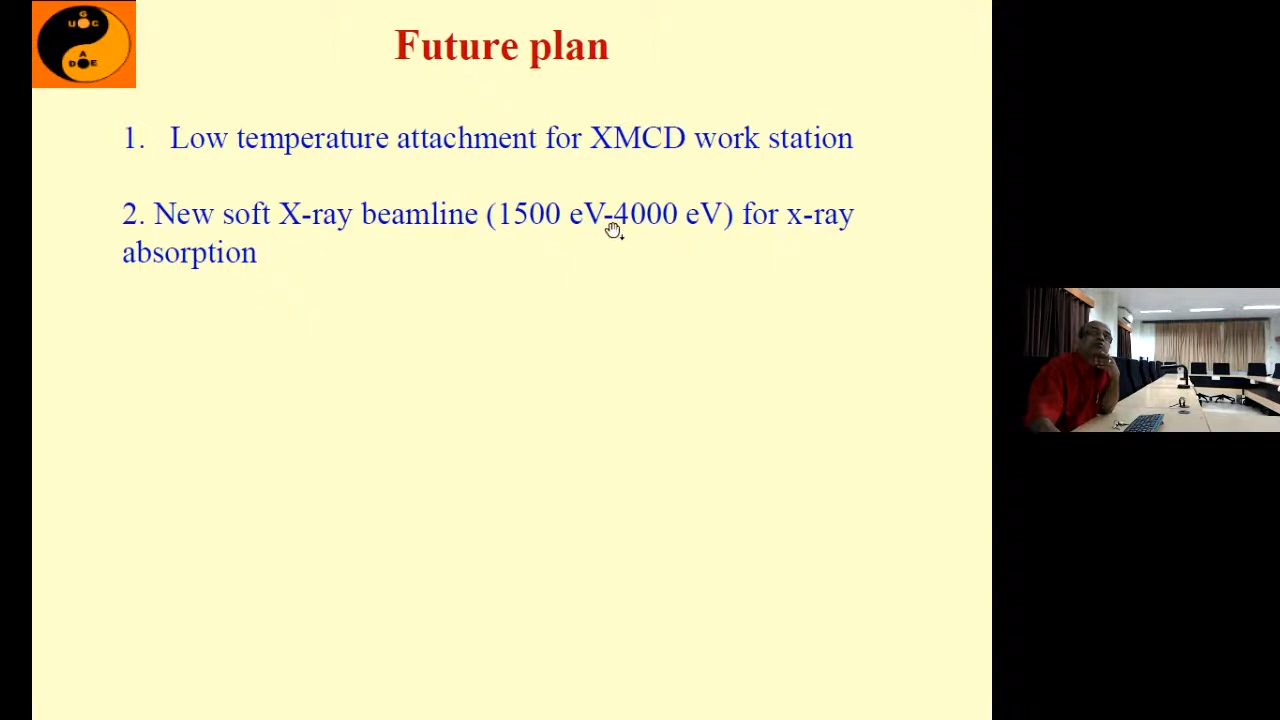 G
U O C
A
D O E
Future plan
1. Low temperature attachment for XMCD work station
2. New soft X-ray beamline (1500 eV-4000 eV) for x-ray
absorption